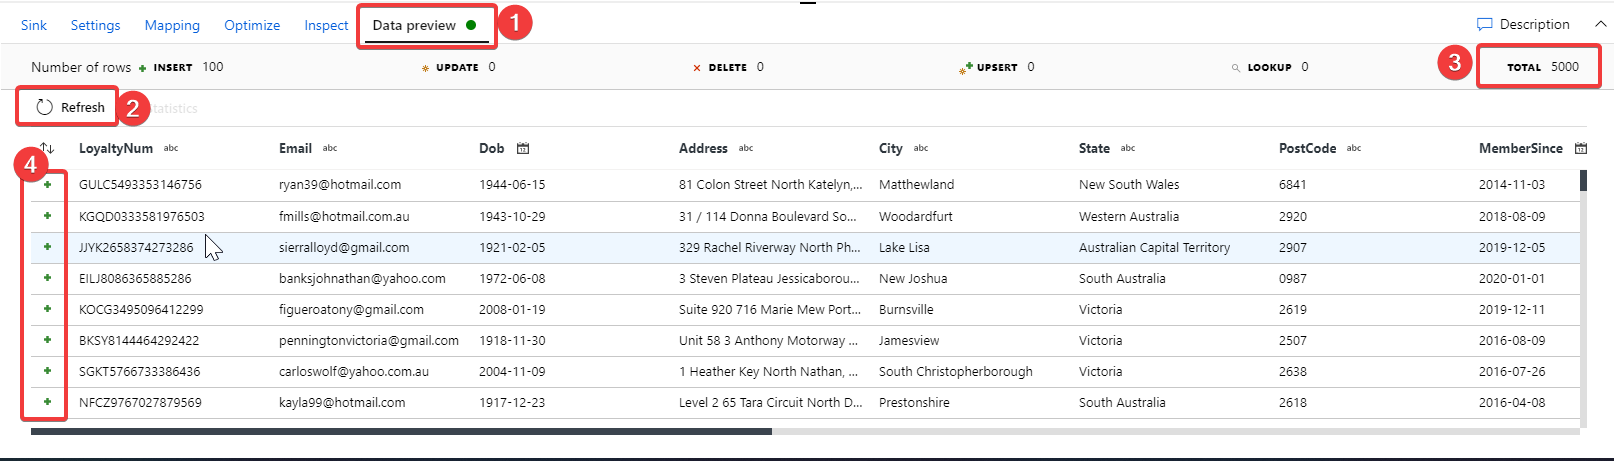 Sink Settings Mapping Optimize Inspect Data preview 1 Description
Number of rows INSERT 100 UPDATE 0 DELETE 0 UPSERT 0 LOOKUP 0 3 TOTAL 5000
Refresh 2 tatistics
4 LoyaltyNum abc Email abc Dob Address abc City abc State abc PostCode abc MemberSince
GULC5493353146756 ryan39@hotmail.com 1944-06-15 81 Colon Street North Katelyn,... Matthewland New South Wales 6841 2014-11-03
KGQD0333581976503 fmills@hotmail.com.au 1943-10-29 31 / 114 Donna Boulevard So... Woodardfurt Western Australia 2920 2018-08-09
JJYK2658374273286 sierralloyd@gmail.com 1921-02-05 329 Rachel Riverway North Ph... Lake Lisa Australian Capital Territory 2907 2019-12-05
EILJ8086365885286 banksjohnathan@yahoo.com 1972-06-08 3 Steven Plateau Jessicaborou... New Joshua South Australia 0987 2020-01-01
KOCG3495096412299 figueroatony@gmail.com 2008-01-19 Suite 920 716 Marie Mew Port... Burnsville Victoria 2619 2019-12-11
BKSY8144464292422 penningtonvictoria@gmail.com 1918-11-30 Unit 58 3 Anthony Motorway ... Jamesview Victoria 2507 2016-08-09
SGKT5766733386436 carloswolf@yahoo.com.au 2004-11-09 1 Heather Key North Nathan, ... South Christopherborough Victoria 2638 2016-07-26
NFCZ9767027879569 kayla99@hotmail.com 1917-12-23 Level 2 65 Tara Circuit North D... Prestonshire South Australia 2618 2016-04-08